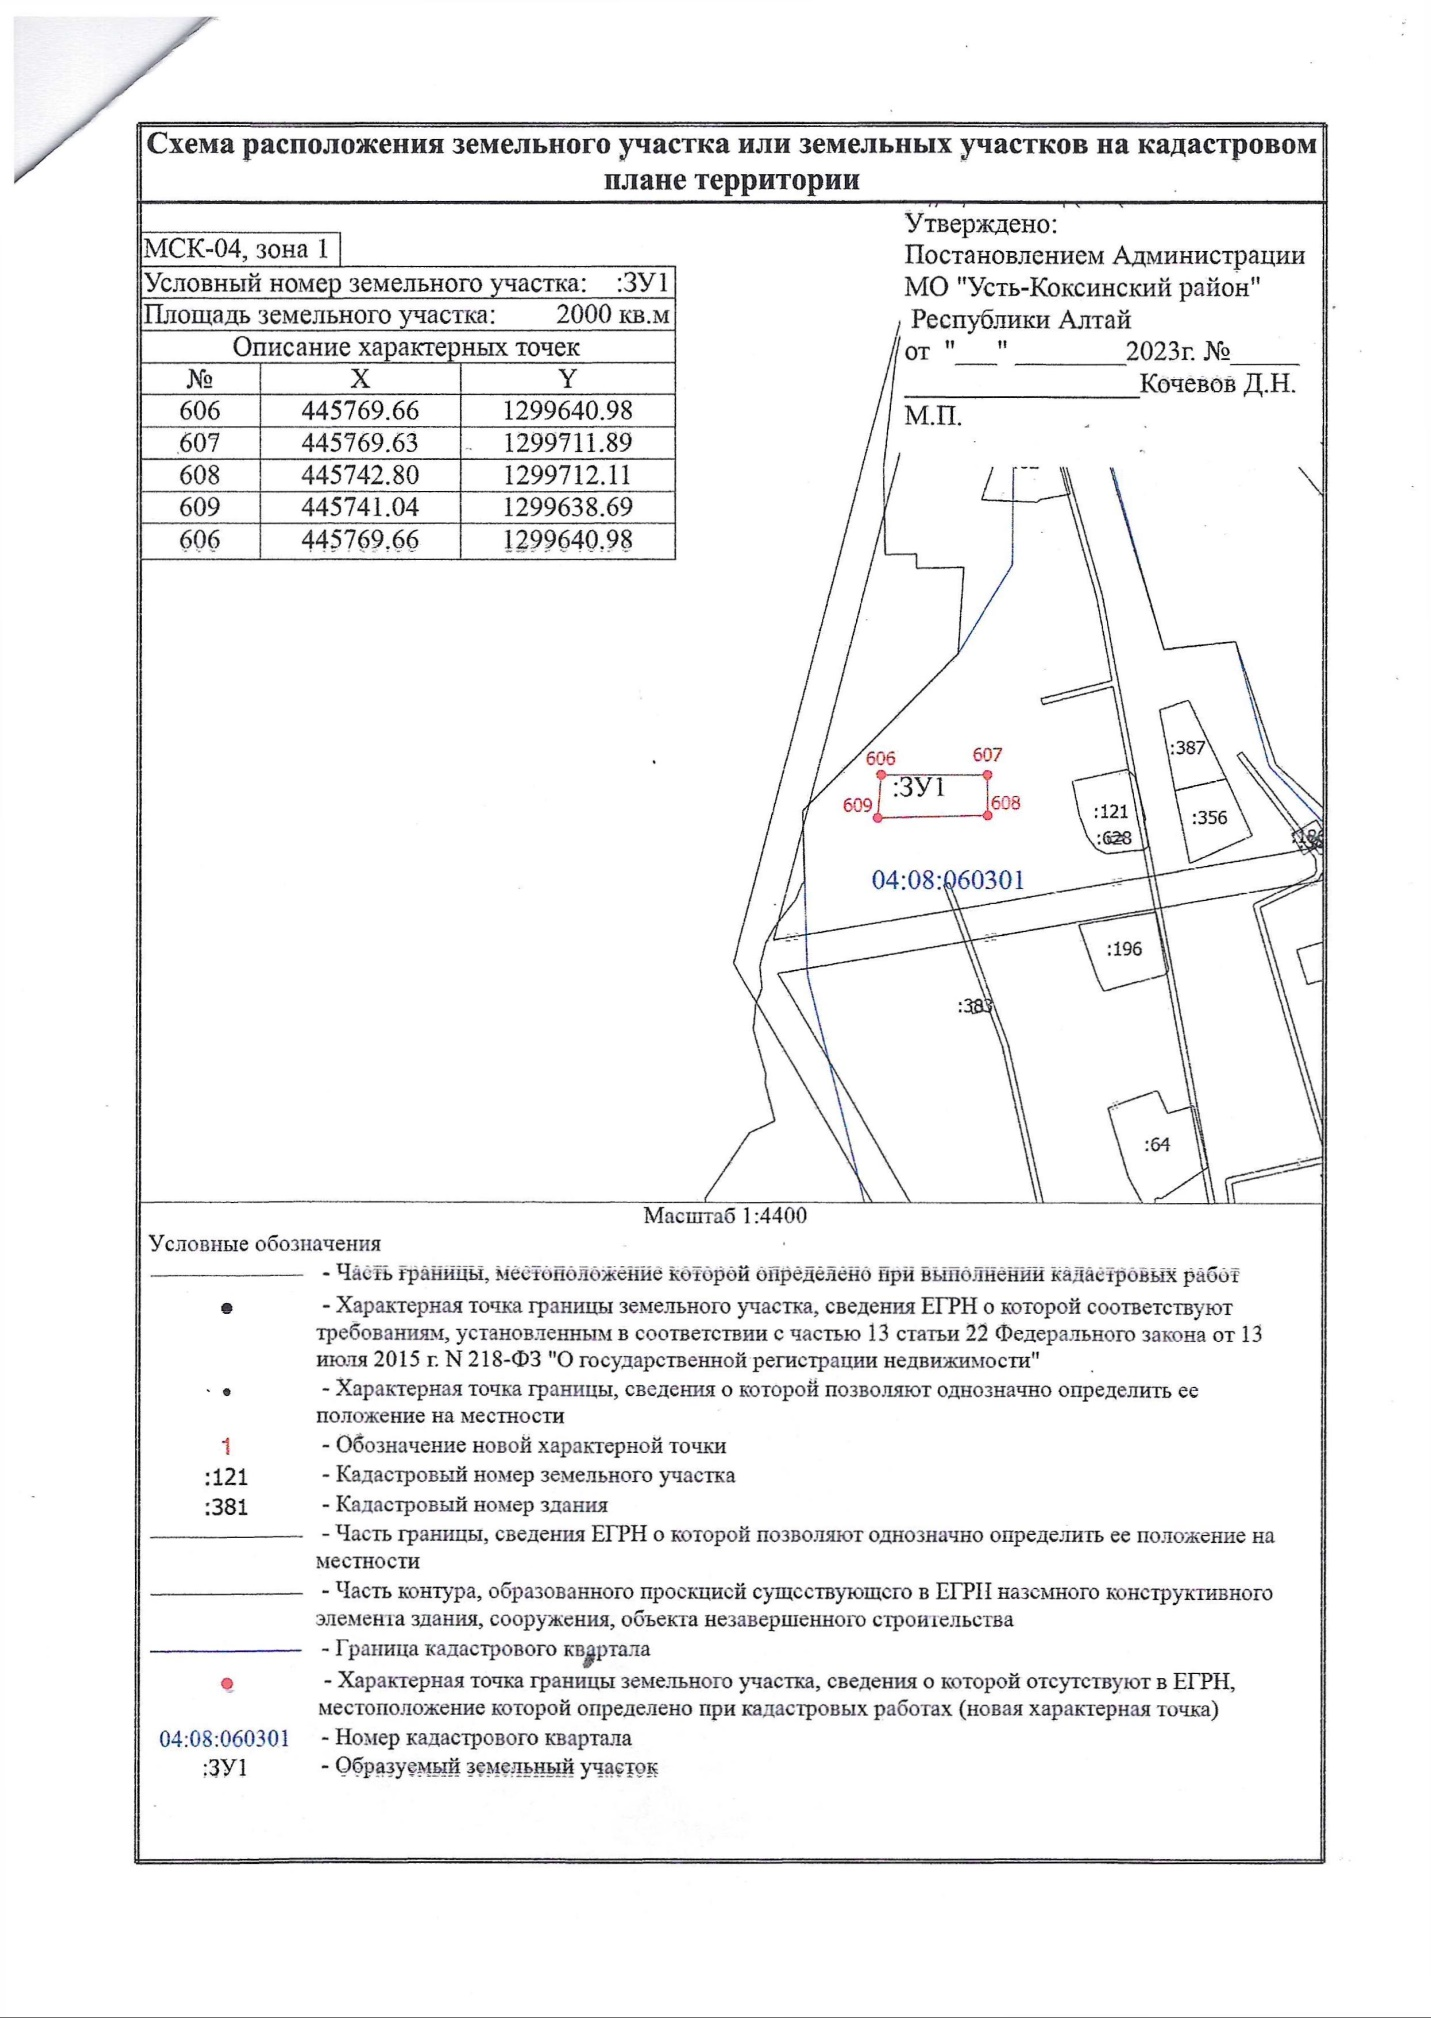 Схема расположения земельного участка или земельных участков на кадастровом
плане территории
Утверждено:
Постановлением Администрации
МО "Усть-Коксинский район"
Республики Алтай
от "___" ________ 2023г. №_____
_________________Кочевов Д.Н.
М.П.
МСК-04, зона 1
Условный номер земельного участка: :ЗУ1
Площадь земельного участка: 2000 кв.м
Описание характерных точек
№ X Y
606 445769.66 1299640.98
607 445769.63 1299711.89
608 445742.80 1299712.11
609 445741.04 1299638.69
606 445769.66 1299640.98
:387
606 607
:ЗУ1
609 608
:121
:356
:628
04:08:060301
:196
:383
:64
Масштаб 1:4400
Условные обозначения
- Часть границы, местоположение которой определено при выполнении кадастровых работ
- Характерная точка границы земельного участка, сведения ЕГРН о которой соответствуют
требованиям, установленным в соответствии с частью 13 статьи 22 Федерального закона от 13
июля 2015 г. N 218-ФЗ "О государственной регистрации недвижимости"
- Характерная точка границы, сведения о которой позволяют однозначно определить ее
положение на местности
1 - Обозначение новой характерной точки
:121 - Кадастровый номер земельного участка
:381 - Кадастровый номер здания
- Часть границы, сведения ЕГРН о которой позволяют однозначно определить ее положение на
местности
- Часть контура, образованного проекцией существующего в ЕГРН наземного конструктивного
элемента здания, сооружения, объекта незавершенного строительства
- Граница кадастрового квартала
- Характерная точка границы земельного участка, сведения о которой отсутствуют в ЕГРН,
местоположение которой определено при кадастровых работах (новая характерная точка)
04:08:060301 - Номер кадастрового квартала
:ЗУ1 - Образуемый земельный участок